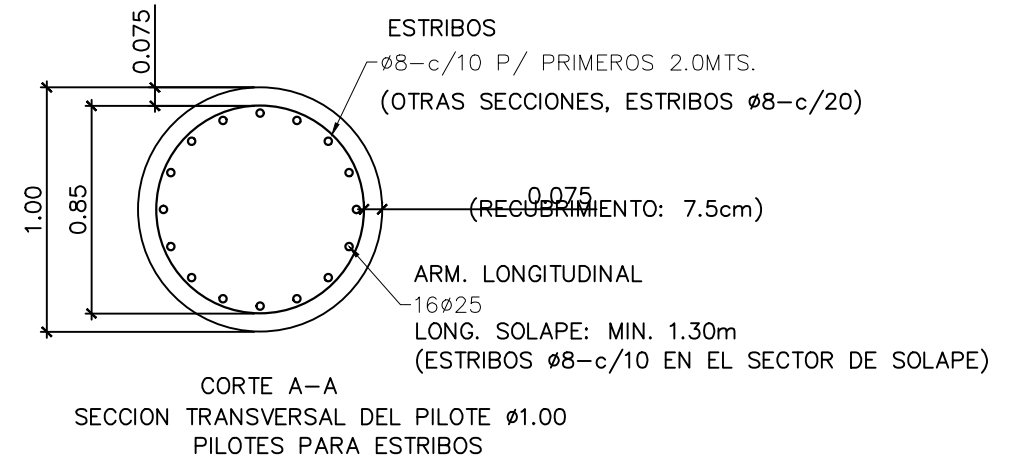 0.075
ESTRIBOS
ø8-c/10 P/ PRIMEROS 2.0MTS.
(OTRAS SECCIONES, ESTRIBOS ø8-c/20)
1.00
0.85
0.075
(RECUBRIMIENTO: 7.5cm)
ARM. LONGITUDINAL
16ø25
LONG. SOLAPE: MIN. 1.30m
(ESTRIBOS ø8-c/10 EN EL SECTOR DE SOLAPE)
CORTE A-A
SECCION TRANSVERSAL DEL PILOTE ø1.00
PILOTES PARA ESTRIBOS